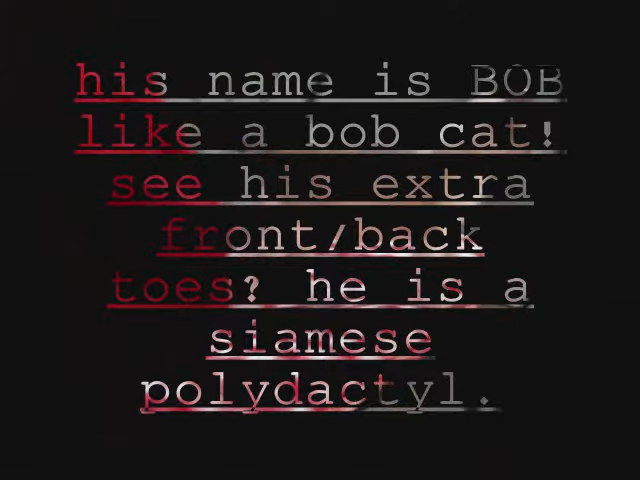 his name is BOB
like a bob cat!
see his extra
front/back
toes? he is a
siamese
polydactyl.